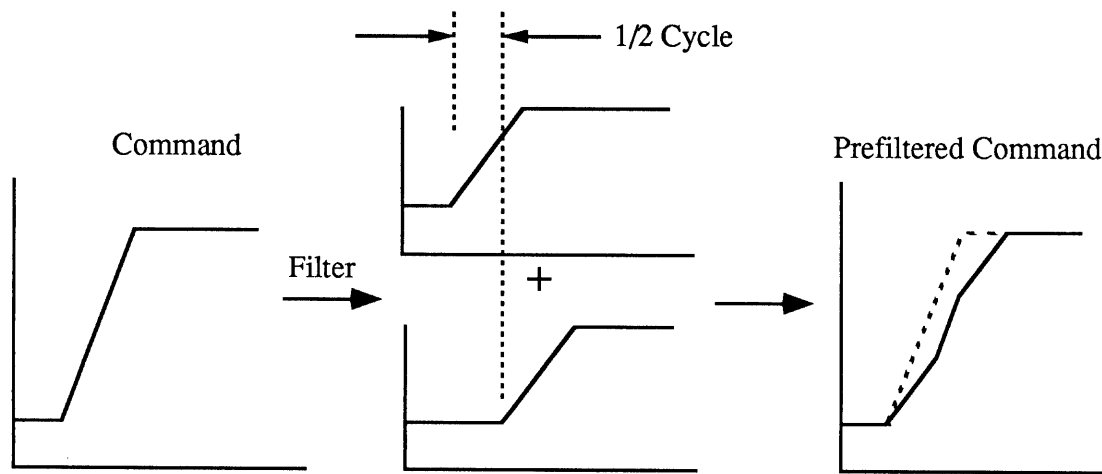 1/2 Cycle
Command
Prefiltered Command
Filter
+